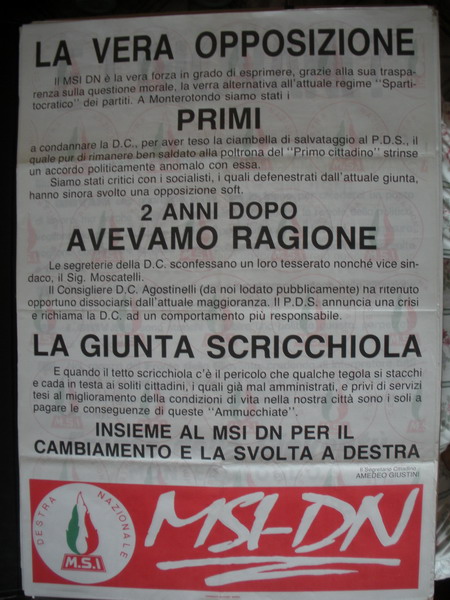 LA VERA OPPOSIZIONE
Il MSI DN è la vera forza in grado di esprimere, grazie alla sua traspa-
renza sulla questione morale, la verra alternativa all'attuale regime "Sparti-
tocratico" dei partiti. A Monterotondo siamo stati i
PRIMI
a condannare la D.C., per aver teso la ciambella di salvataggio al P.D.S., il
quale pur di rimanere ben saldato alla poltrona del "Primo cittadino" strinse
un accordo politicamente anomalo con essa.
Siamo stati critici con i socialisti, i quali defenestrati dall'attuale giunta,
hanno sinora svolto una opposizione soft.
2 ANNI DOPO
AVEVAMO RAGIONE
Le segreterie della D.C. sconfessano un loro tesserato nonché vice sin-
daco, il Sig. Moscatelli.
Il Consigliere D.C. Agostinelli (da noi lodato pubblicamente) ha ritenuto
opportuno dissociarsi dall'attuale maggioranza. Il P.D.S. annuncia una crisi
e richiama la D.C. ad un comportamento più responsabile.
LA GIUNTA SCRICCHIOLA
E quando il tetto scricchiola c'è il pericolo che qualche tegola si stacchi
e cada in testa ai soliti cittadini, i quali già mal amministrati, e privi di servizi
tesi al miglioramento della condizioni di vita nella nostra città sono i soli a
pagare le conseguenze di queste "Ammucchiate".
INSIEME AL MSI DN PER IL
CAMBIAMENTO E LA SVOLTA A DESTRA
Il Segretario Cittadino
AMEDEO GIUSTINI
DESTRA NAZIONALE
M.S.I
MSI-DN